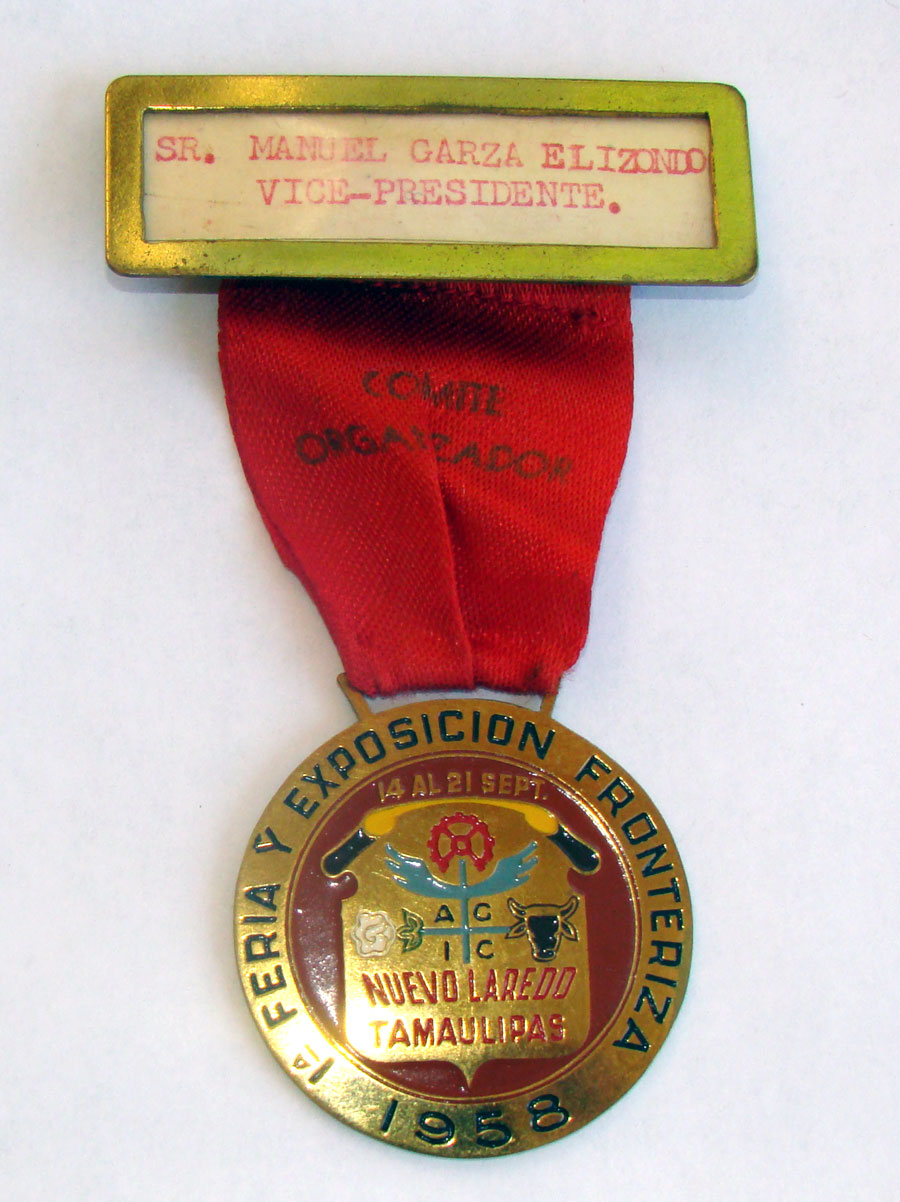 SR. MANUEL GARZA ELIZONDO
VICE-PRESIDENTE.
COMITE
ORGANIZADOR
1ª FERIA Y EXPOSICION FRONTERIZA
14 AL 21 SEPT.
A G
I C
NUEVO LAREDO
TAMAULIPAS
1958